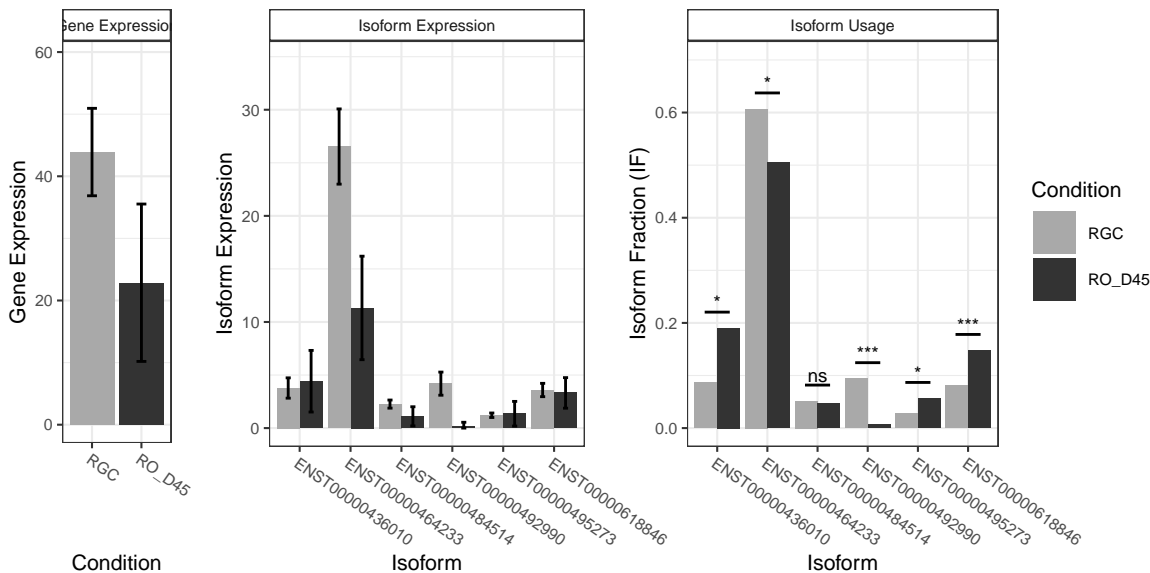 Gene Expression
Isoform Expression
Isoform Usage
Gene Expression
60
40
20
0
RGC
RO_D45
Condition
Isoform Expression
30
20
10
0
ENST00000436010
ENST00000464233
ENST00000484514
ENST00000492990
ENST00000495273
ENST00000618846
Isoform
Isoform Fraction (IF)
0.6
0.4
0.2
0.0
*
*
ns
***
*
***
ENST00000436010
ENST00000464233
ENST00000484514
ENST00000492990
ENST00000495273
ENST00000618846
Isoform
Condition
RGC
RO_D45